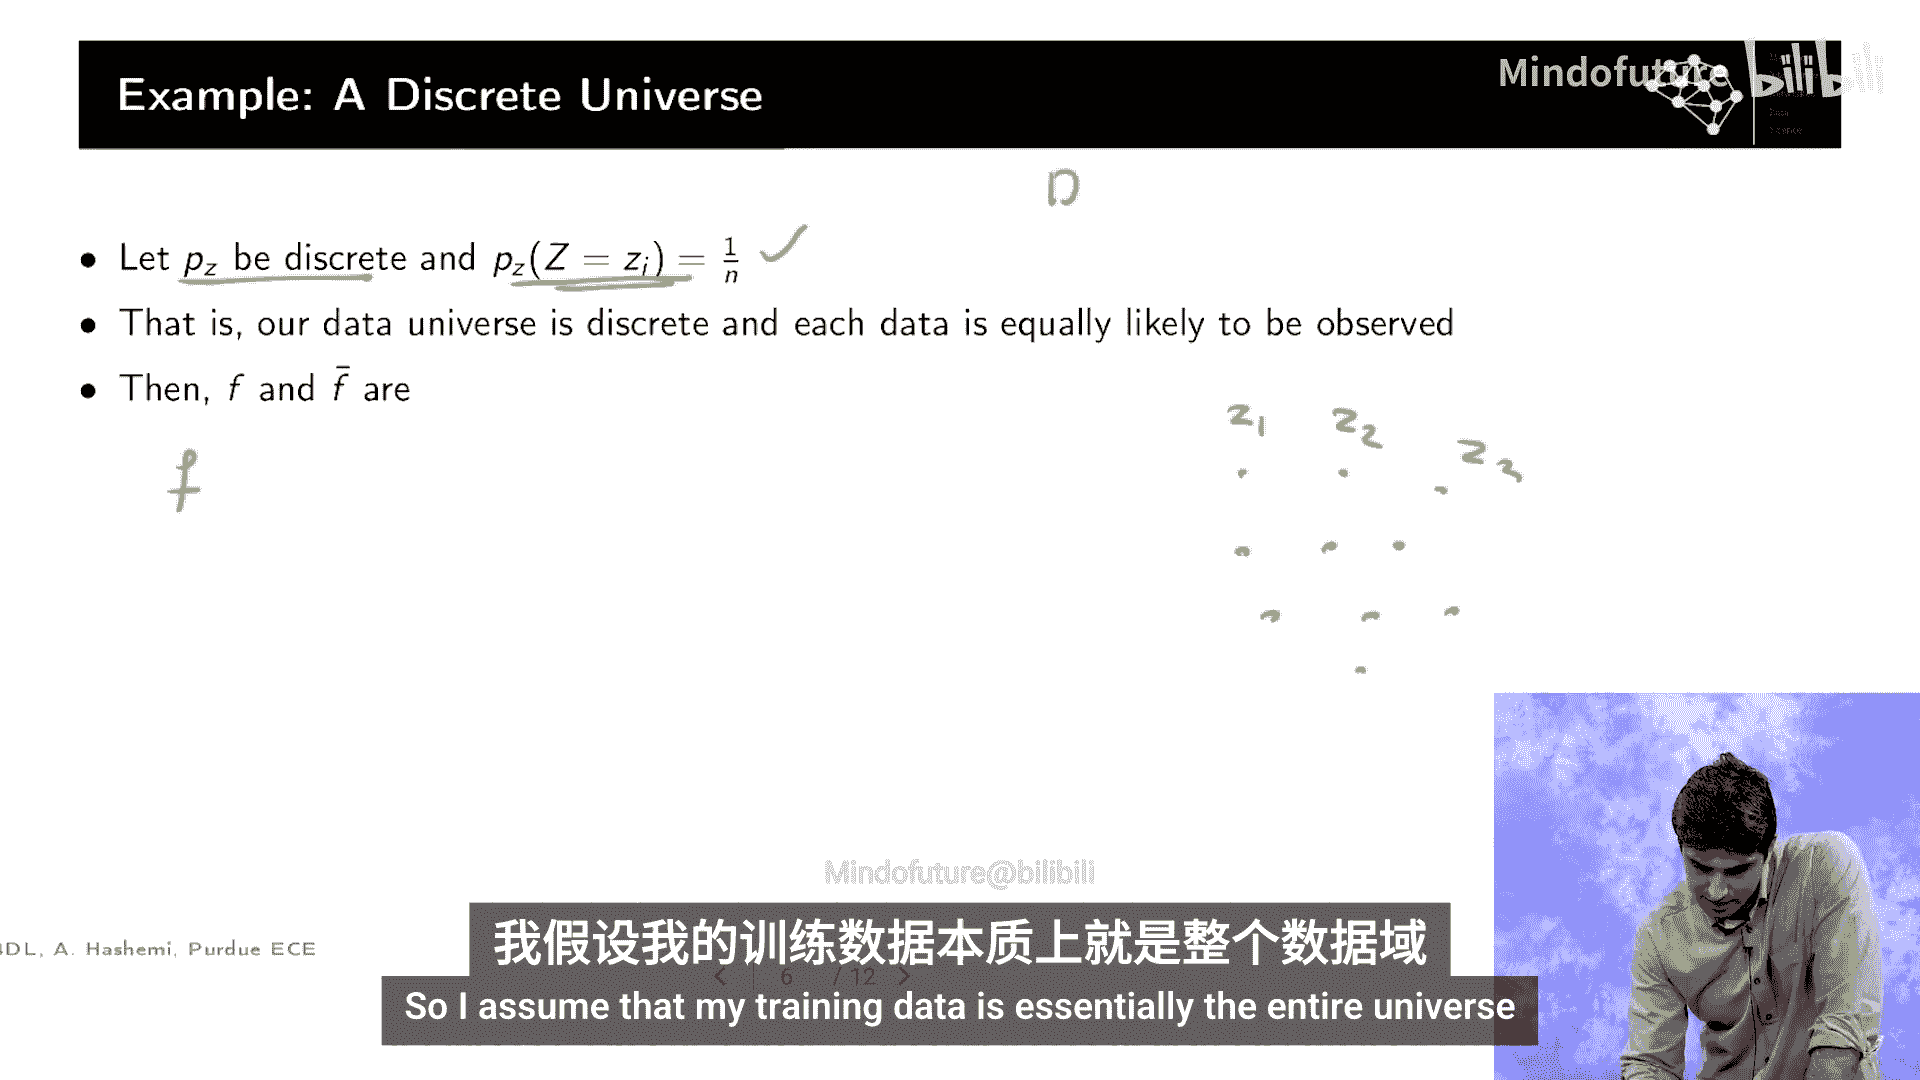 Example: A Discrete Universe
Mindofuture
bilibili
n
• Let p_z be discrete and p_z(Z = z_i) = 1/n ✓
• That is, our data universe is discrete and each data is equally likely to be observed
• Then, f and f̄ are
z1 z2 z3
f
Mindofuture@bilibili
我假设我的训练数据本质上就是整个数据域
DL, A. Hashemi, Purdue ECE
6 / 12
So I assume that my training data is essentially the entire universe